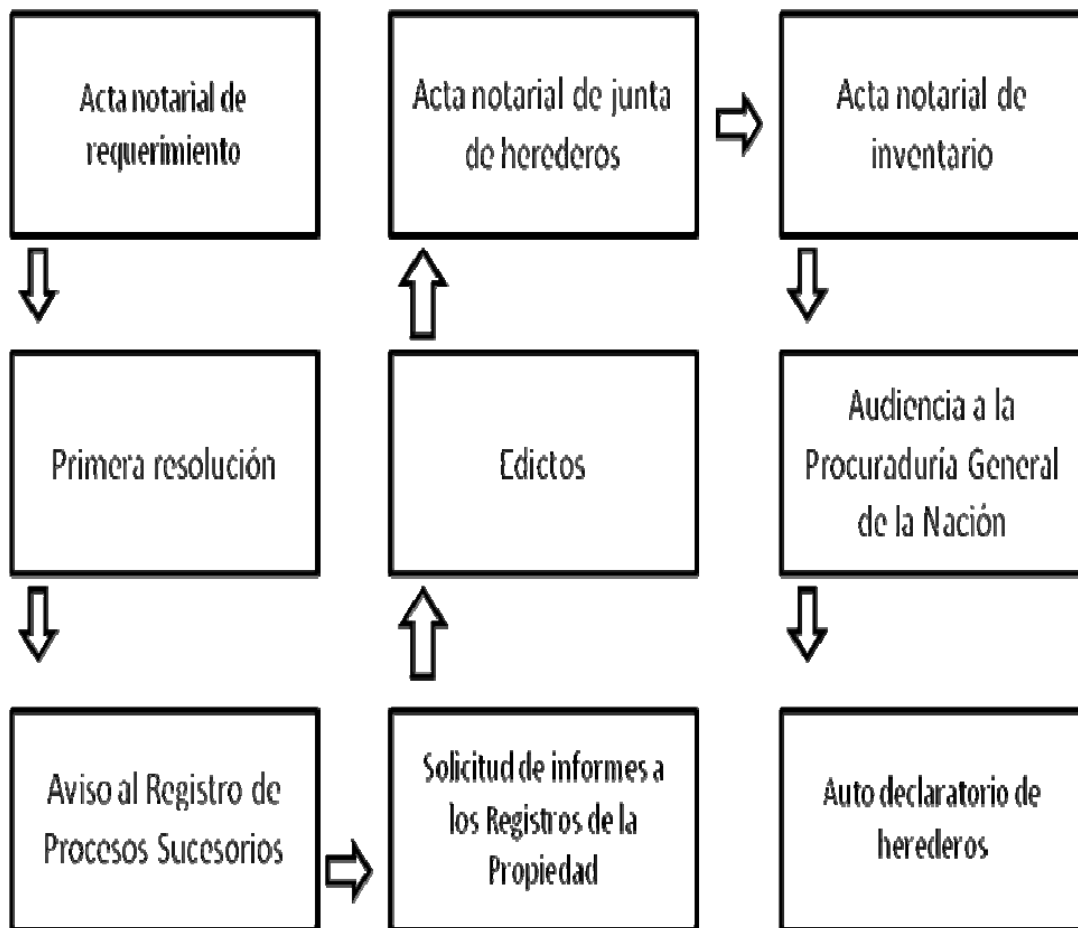 Acta notarial de
requerimiento
Primera resolución
Aviso al Registro de
Procesos Sucesorios
Solicitud de informes a
los Registros de la
Propiedad
Edictos
Acta notarial de junta
de herederos
Acta notarial de
inventario
Audiencia a la
Procuraduría General
de la Nación
Auto declaratorio de
herederos